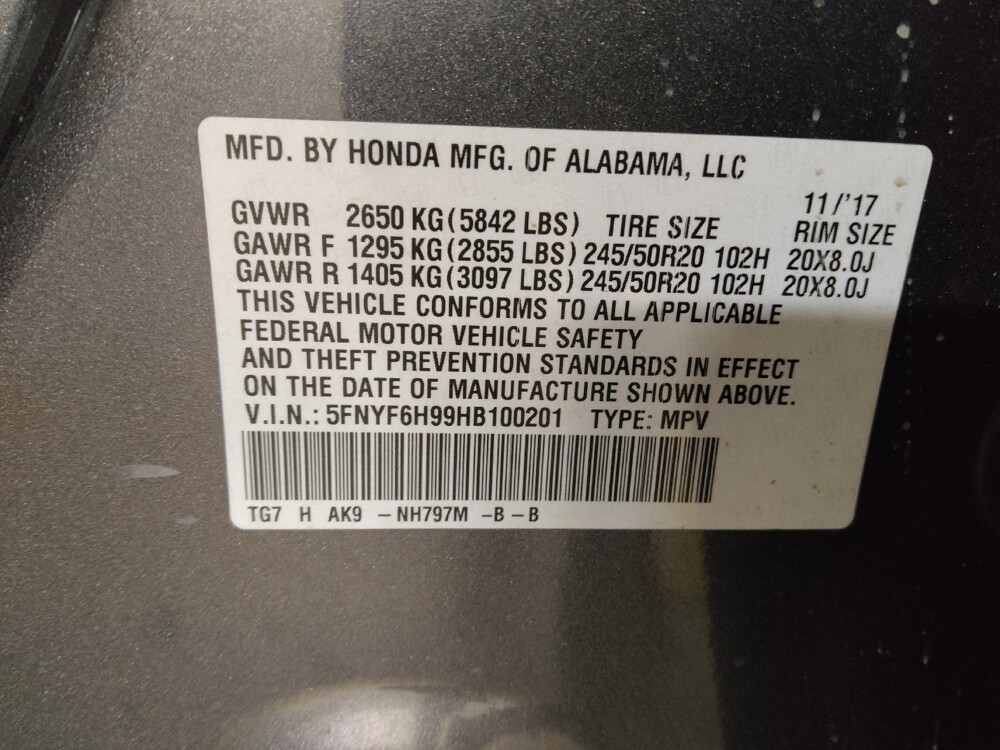 MFD. BY HONDA MFG. OF ALABAMA, LLC
11/'17
GVWR 2650 KG(5842 LBS) TIRE SIZE RIM SIZE
GAWR F 1295 KG(2855 LBS) 245/50R20 102H 20X8.0J
GAWR R 1405 KG(3097 LBS) 245/50R20 102H 20X8.0J
THIS VEHICLE CONFORMS TO ALL APPLICABLE
FEDERAL MOTOR VEHICLE SAFETY
AND THEFT PREVENTION STANDARDS IN EFFECT
ON THE DATE OF MANUFACTURE SHOWN ABOVE.
V.I.N.: 5FNYF6H99HB100201 TYPE: MPV
TG7 H AK9 -NH797M -B-B